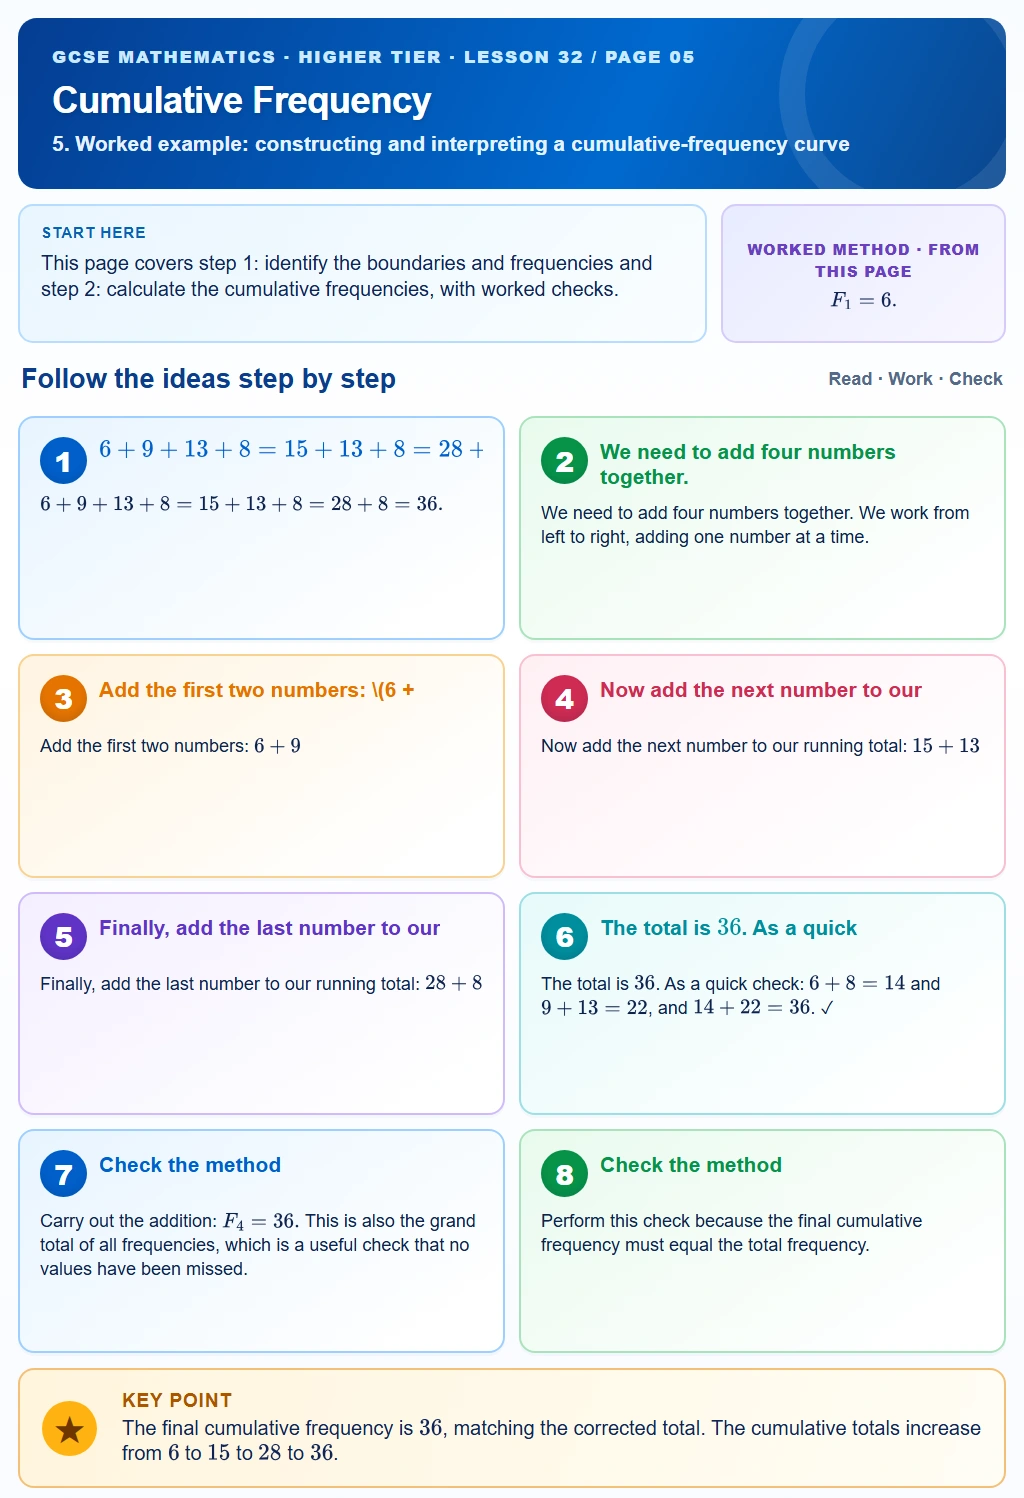 GCSE MATHEMATICS · HIGHER TIER · LESSON 32 / PAGE 05
Cumulative Frequency
5. Worked example: constructing and interpreting a cumulative-frequency curve
START HERE
This page covers step 1: identify the boundaries and frequencies and
step 2: calculate the cumulative frequencies, with worked checks.
WORKED METHOD · FROM
THIS PAGE
F₁ = 6.
Follow the ideas step by step
Read · Work · Check
1
6 + 9 + 13 + 8 = 15 + 13 + 8 = 28 +
6 + 9 + 13 + 8 = 15 + 13 + 8 = 28 + 8 = 36.
2
We need to add four numbers
together.
We need to add four numbers together. We work from
left to right, adding one number at a time.
3
Add the first two numbers: \(6 +
Add the first two numbers: 6 + 9
4
Now add the next number to our
Now add the next number to our running total: 15 + 13
5
Finally, add the last number to our
Finally, add the last number to our running total: 28 + 8
6
The total is 36. As a quick
The total is 36. As a quick check: 6 + 8 = 14 and
9 + 13 = 22, and 14 + 22 = 36. ✓
7
Check the method
Carry out the addition: F₄ = 36. This is also the grand
total of all frequencies, which is a useful check that no
values have been missed.
8
Check the method
Perform this check because the final cumulative
frequency must equal the total frequency.
KEY POINT
The final cumulative frequency is 36, matching the corrected total. The cumulative totals increase
from 6 to 15 to 28 to 36.